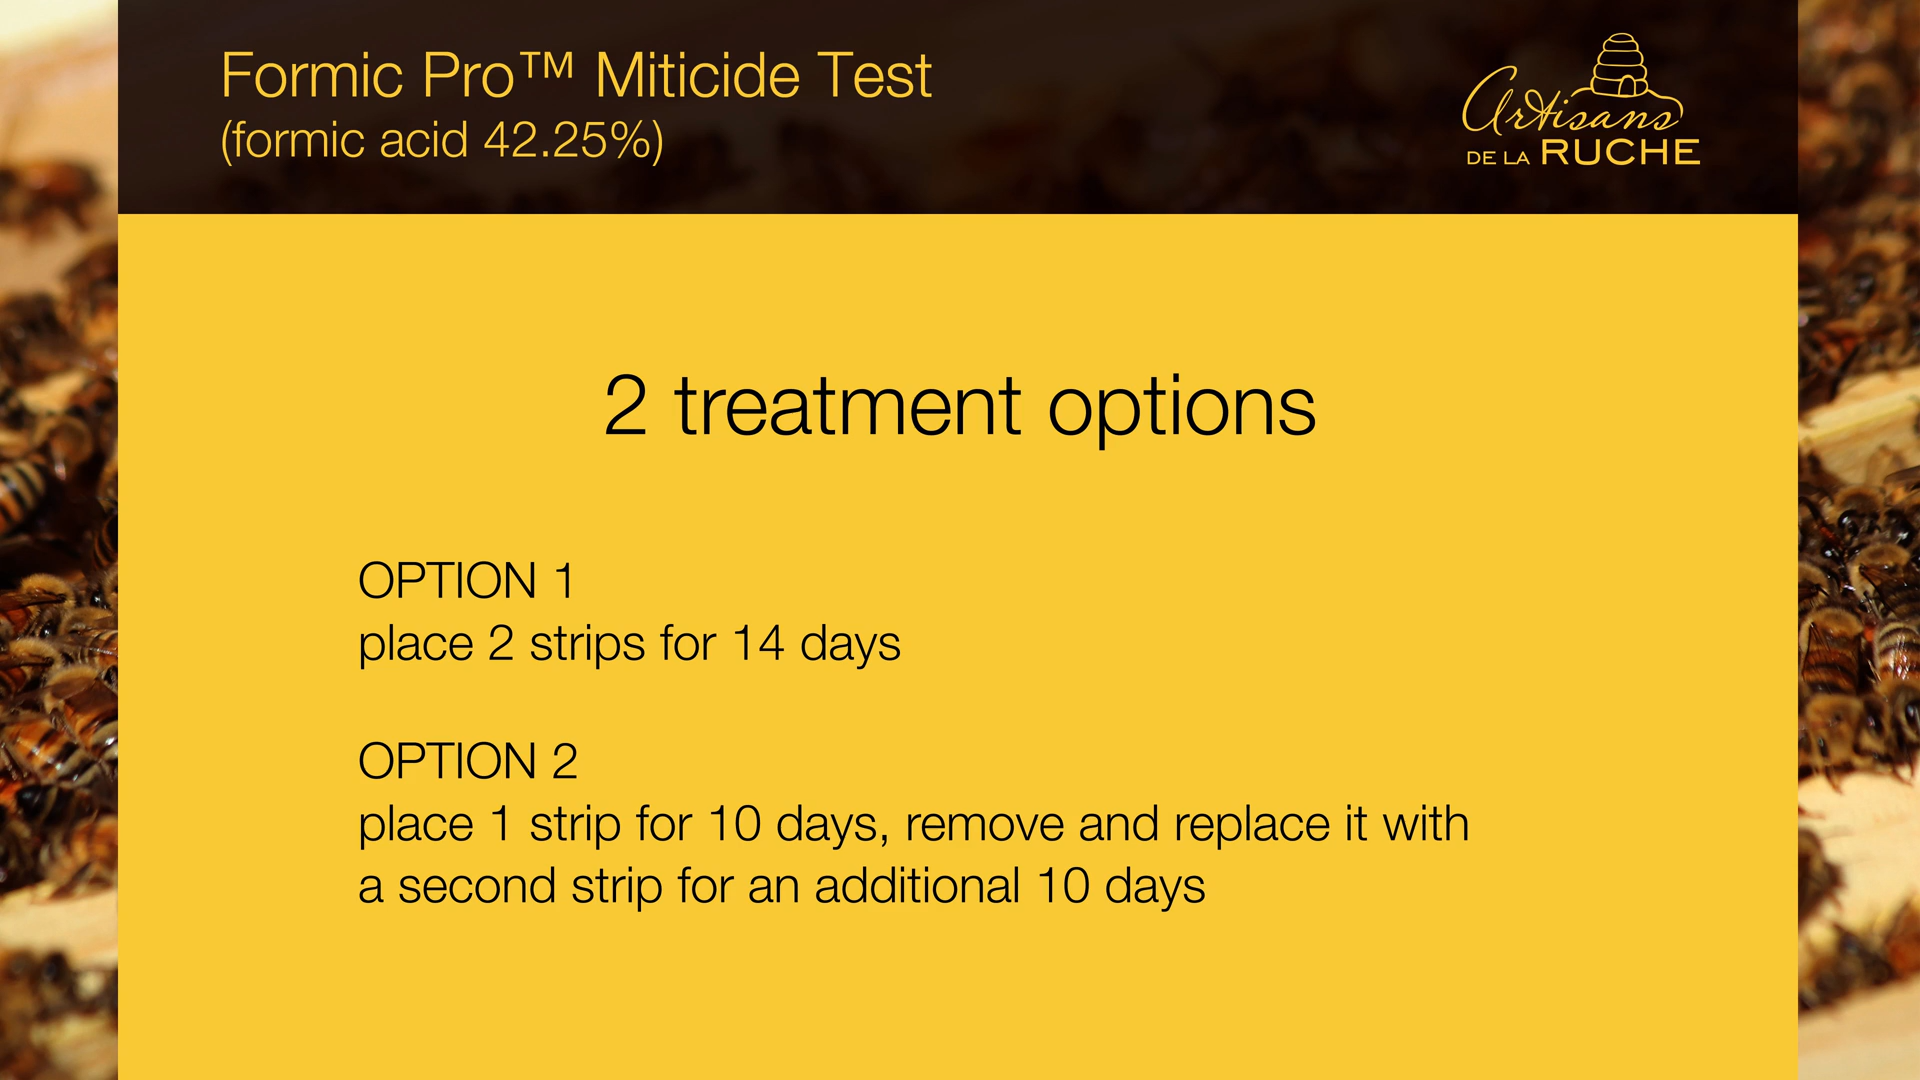 Formic Pro™ Miticide Test
(formic acid 42.25%)
Artisans
DE LA RUCHE
2 treatment options
OPTION 1
place 2 strips for 14 days
OPTION 2
place 1 strip for 10 days, remove and replace it with
a second strip for an additional 10 days